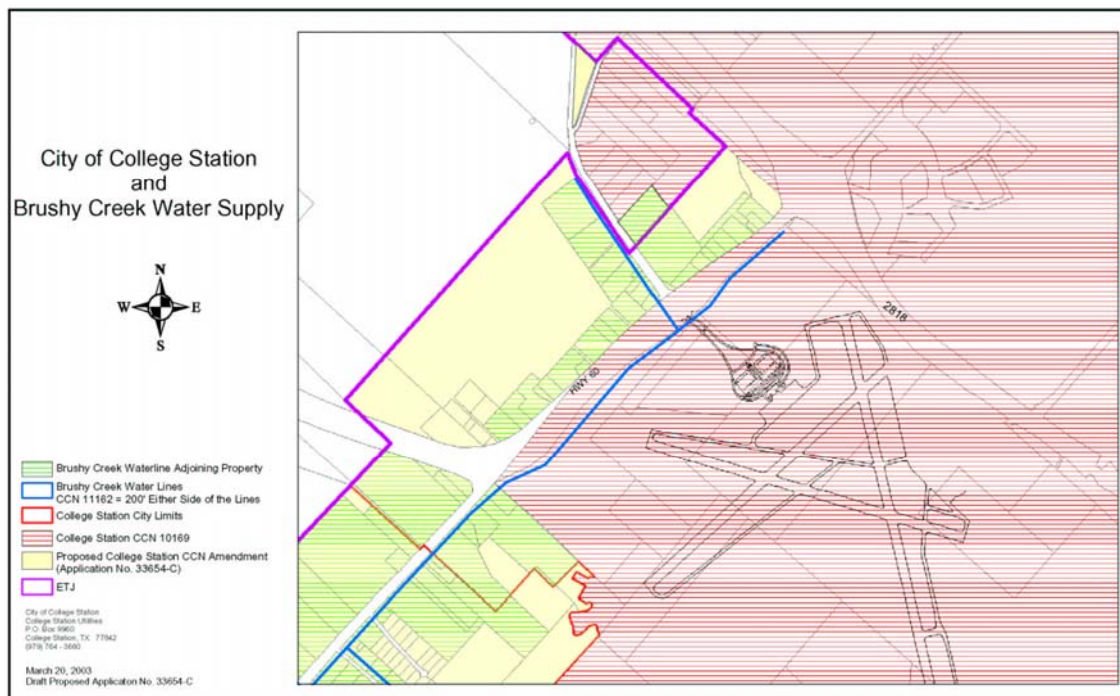 City of College Station
and
Brushy Creek Water Supply
N
W E
S
Brushy Creek Waterline Adjoining Property
Brushy Creek Water Lines
CCN 11162 = 200' Either Side of the Lines
College Station City Limits
College Station CCN 10169
Proposed College Station CCN Amendment
(Application No. 33654-C)
ETJ
City of College Station
College Station Utilities
P.O. Box 9960
College Station, TX 77842
(979) 764 - 3660
March 20, 2003
Draft Proposed Applicaton No. 33654-C
HWY 60
2818